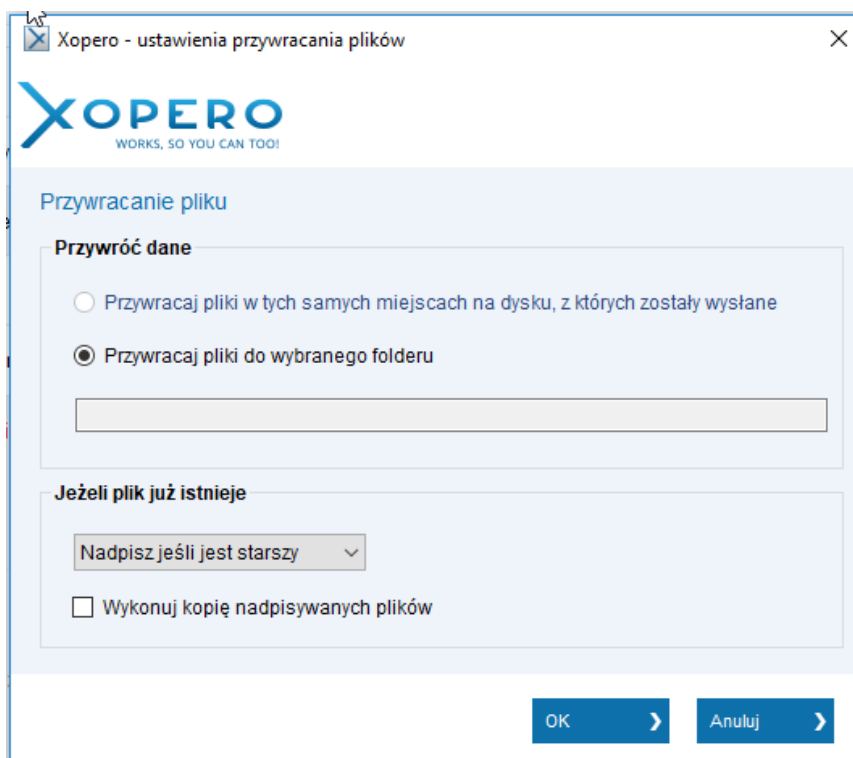 Xopero - ustawienia przywracania plików
XOPERO
WORKS, SO YOU CAN TOO!
Przywracanie pliku
Przywróć dane
Przywracaj pliki w tych samych miejscach na dysku, z których zostały wysłane
Przywracaj pliki do wybranego folderu
Jeżeli plik już istnieje
Nadpisz jeśli jest starszy
Wykonuj kopię nadpisywanych plików
OK
Anuluj